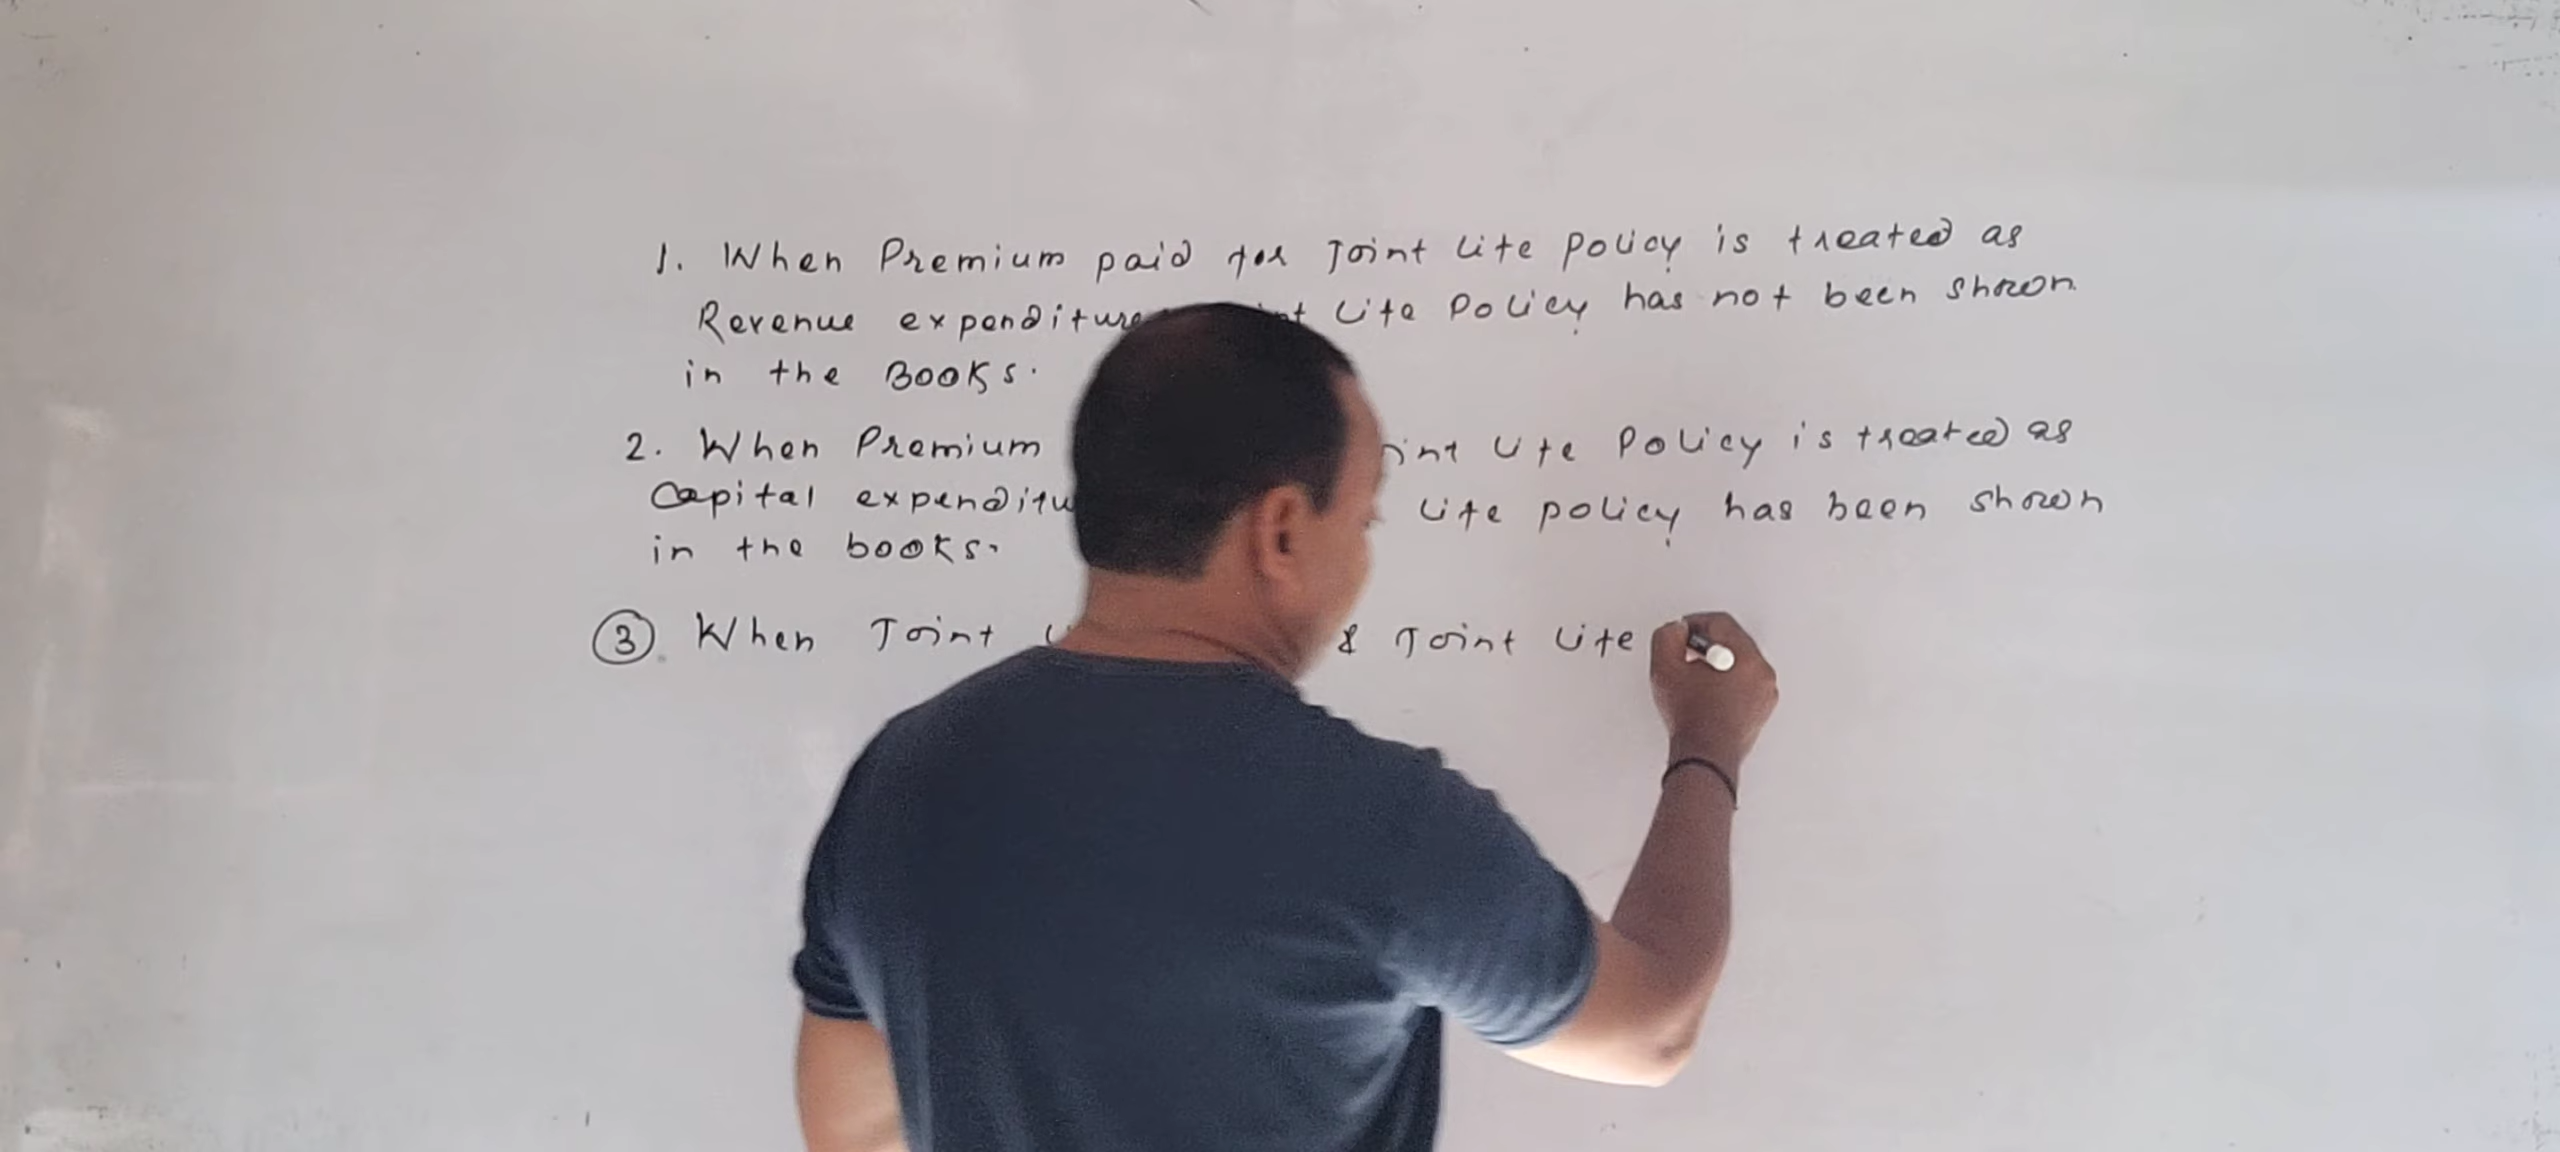 1. When Premium paid for Joint Life Policy is treated as
Revenue expenditure Life Policy has not been shown
in the Books.
2. When Premium Life Policy is treated as
Capital Life policy has been shown
in the books.
3 When Joint & Joint Life